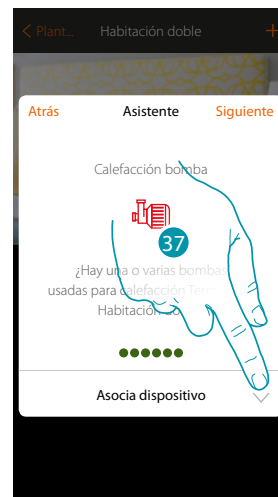 < Plant... Habitación doble +
Atrás Asistente Siguiente
Calefacción bomba
37
¿Hay una o varias bombas
usadas para calefacción
Habitación
Asocia dispositivo